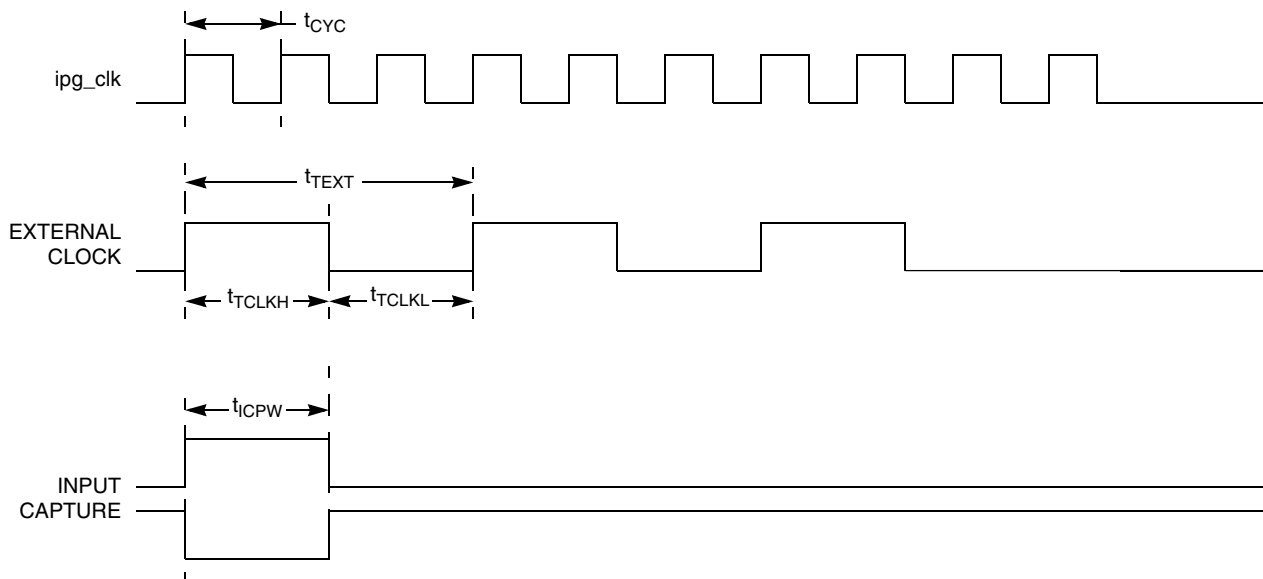 tCYC
ipg_clk
tTEXT
EXTERNAL
CLOCK
tTCLKH
tTCLKL
tICPW
INPUT
CAPTURE